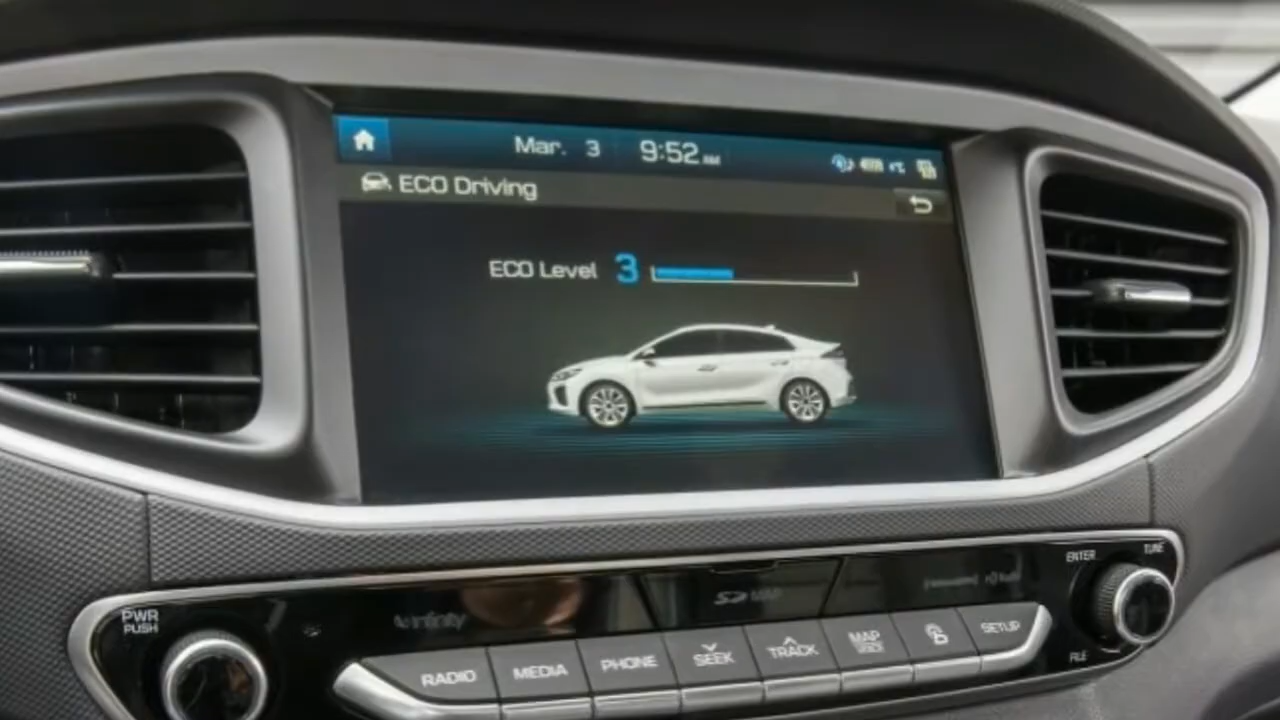 Mar. 3 9:52 AM
ECO Driving
ECO Level 3
ENTER
TUNE
PWR
PUSH
infinity
SD MAP
RADIO
MEDIA
PHONE
SEEK
TRACK
MAP
VOICE
SETUP
FILE